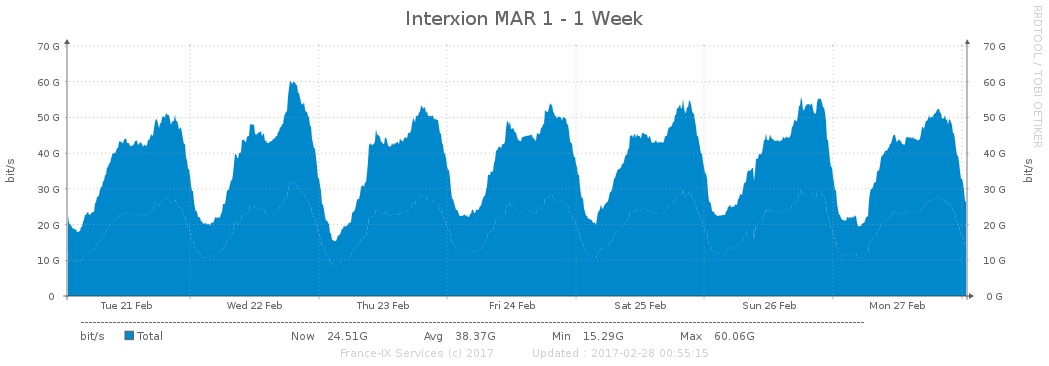 Interxion MAR 1 - 1 Week
RRDTOOL / TOBI OETIKER
70 G 70 G
60 G 60 G
50 G 50 G
40 G 40 G
30 G 30 G
20 G 20 G
10 G 10 G
0 0 G
bit/s
bit/s
Tue 21 Feb Wed 22 Feb Thu 23 Feb Fri 24 Feb Sat 25 Feb Sun 26 Feb Mon 27 Feb
bit/s Total Now 24.51G Avg 38.37G Min 15.29G Max 60.06G
France-IX Services (c) 2017 Updated : 2017-02-28 00:55:15